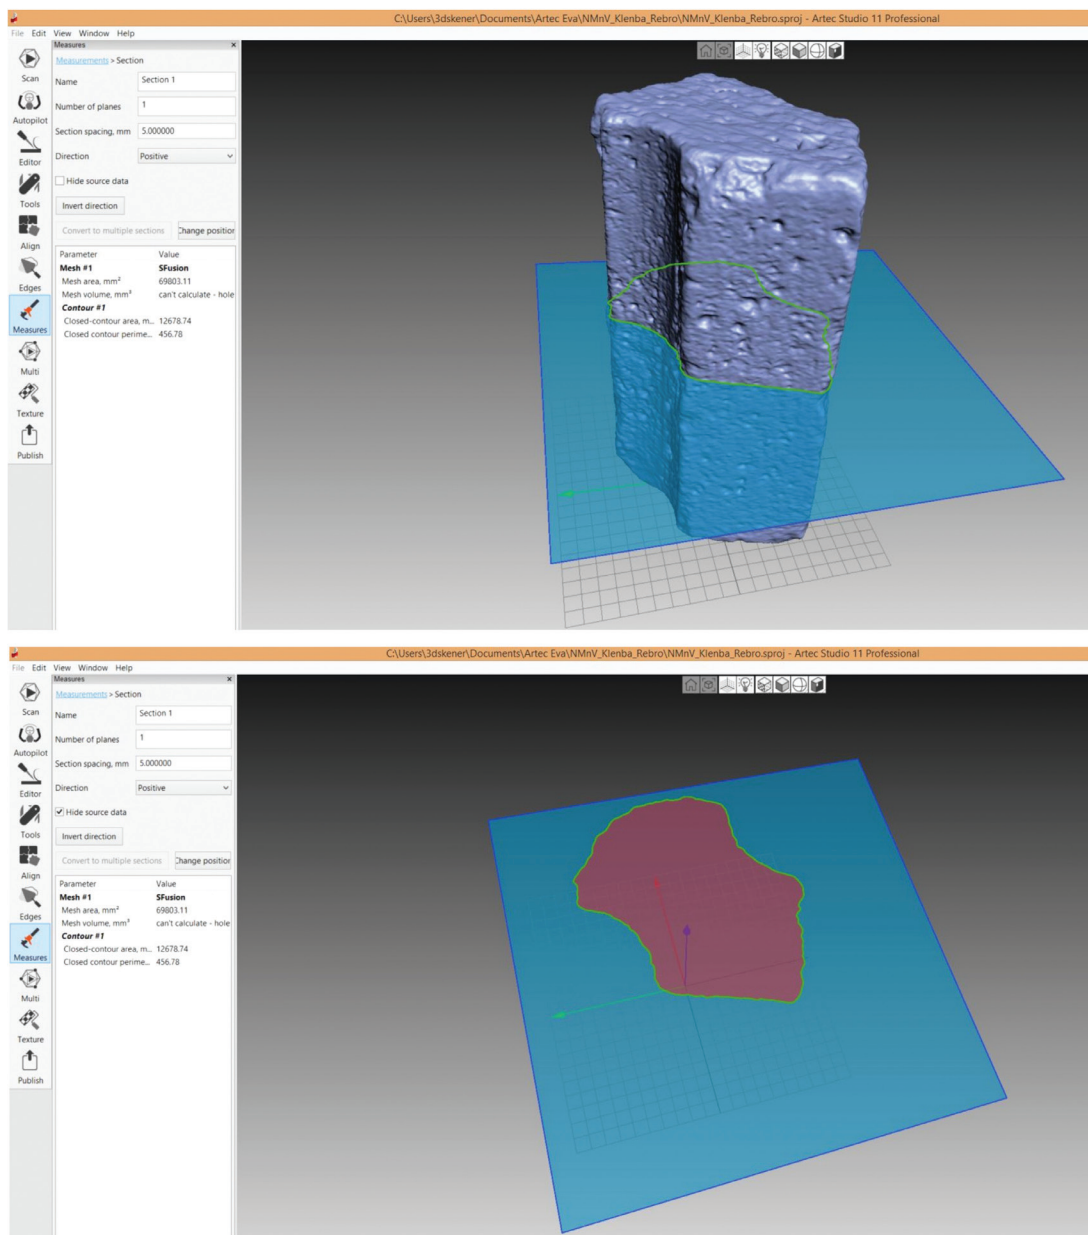 C:\Users\3dskener\Documents\Artec Eva\NMnV_Klenba_Rebro\NMnV_Klenba_Rebro.sproj - Artec Studio 11 Professional
File Edit View Window Help
Measures x
Scan
Autopilot
Editor
Tools
Align
Edges
Measures
Multi
Texture
Publish
Measurements > Section
Name Section 1
Number of planes 1
Section spacing, mm 5.000000
Direction Positive
Hide source data
Invert direction
Convert to multiple sections Change position
Parameter Value
Mesh #1 SFusion
Mesh area, mm² 69803.11
Mesh volume, mm³ can't calculate - hole
Contour #1
Closed-contour area, m... 12678.74
Closed contour perime... 456.78
C:\Users\3dskener\Documents\Artec Eva\NMnV_Klenba_Rebro\NMnV_Klenba_Rebro.sproj - Artec Studio 11 Professional
File Edit View Window Help
Measures x
Scan
Autopilot
Editor
Tools
Align
Edges
Measures
Multi
Texture
Publish
Measurements > Section
Name Section 1
Number of planes 1
Section spacing, mm 5.000000
Direction Positive
Hide source data
Invert direction
Convert to multiple sections Change position
Parameter Value
Mesh #1 SFusion
Mesh area, mm² 69803.11
Mesh volume, mm³ can't calculate - hole
Contour #1
Closed-contour area, m... 12678.74
Closed contour perime... 456.78